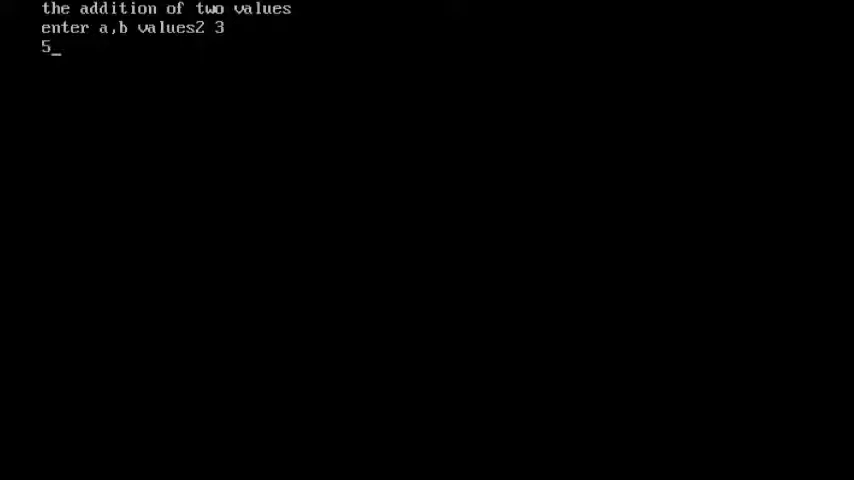 the addition of two values
enter a,b values2 3
5_